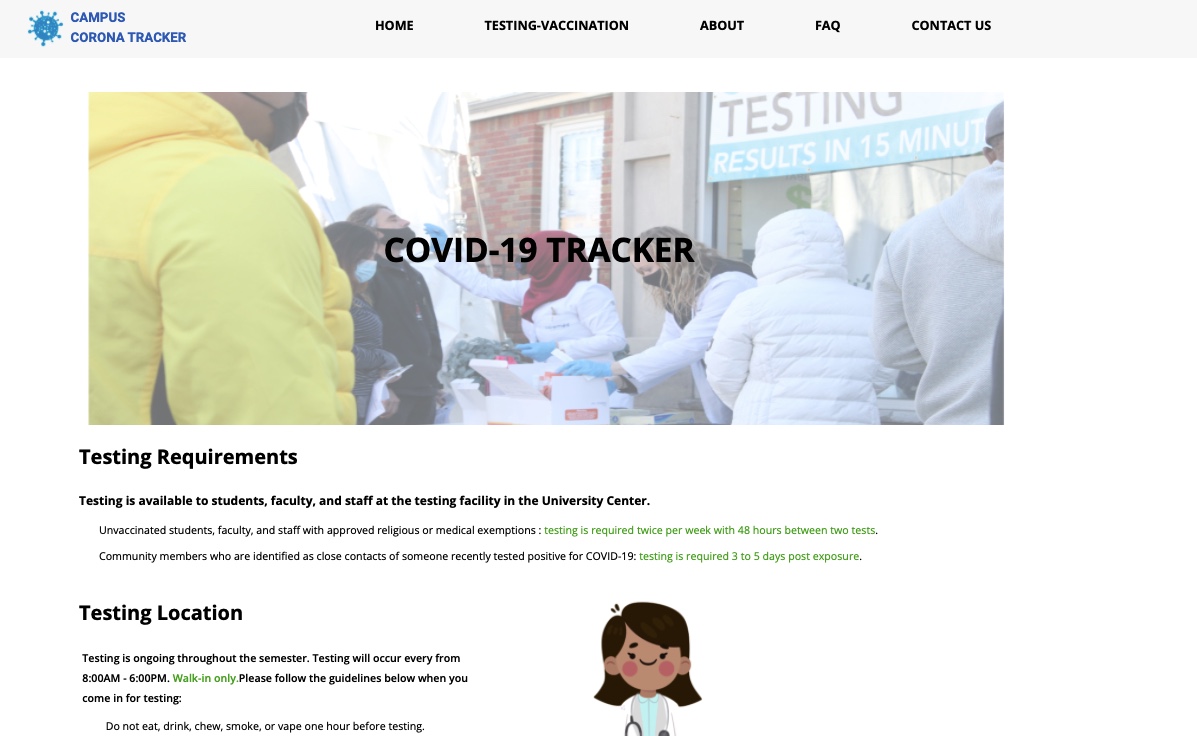 CAMPUS
CORONA TRACKER
HOME
TESTING-VACCINATION
ABOUT
FAQ
CONTACT US
TESTING
RESULTS IN 15 MINUT
COVID-19 TRACKER
Testing Requirements
Testing is available to students, faculty, and staff at the testing facility in the University Center.
Unvaccinated students, faculty, and staff with approved religious or medical exemptions : testing is required twice per week with 48 hours between two tests.
Community members who are identified as close contacts of someone recently tested positive for COVID-19: testing is required 3 to 5 days post exposure.
Testing Location
Testing is ongoing throughout the semester. Testing will occur every from
8:00AM - 6:00PM. Walk-in only.Please follow the guidelines below when you
come in for testing:
Do not eat, drink, chew, smoke, or vape one hour before testing.